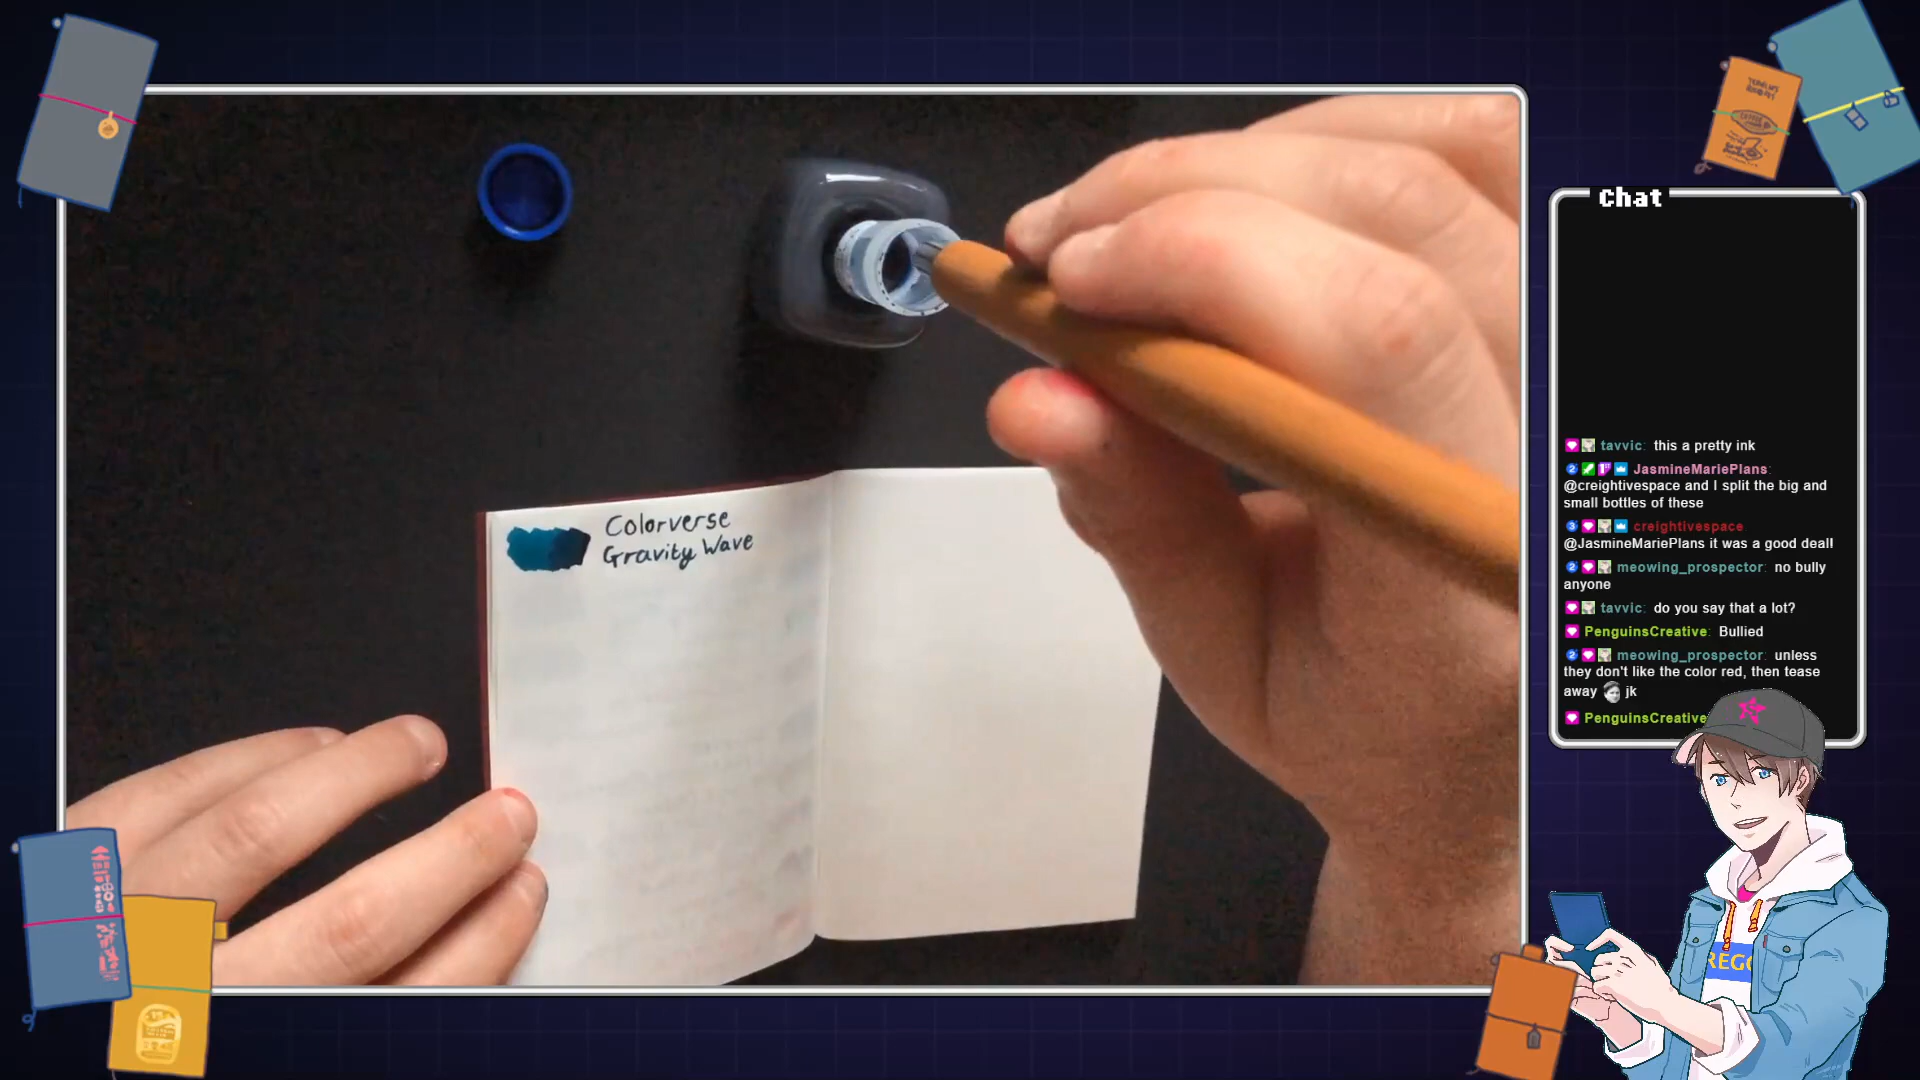 chat
tavvic: this a pretty ink
JasmineMariePlans:
@creightivespace and I split the big and
small bottles of these
creightivespace
@JasmineMariePlans it was a good deal!
meowing_prospector: no bully
anyone
tavvic: do you say that a lot?
PenguinsCreative: Bullied
meowing_prospector: unless
they don't like the color red, then tease
away jk
PenguinsCreative
Colorverse
Gravity Wave
REGO